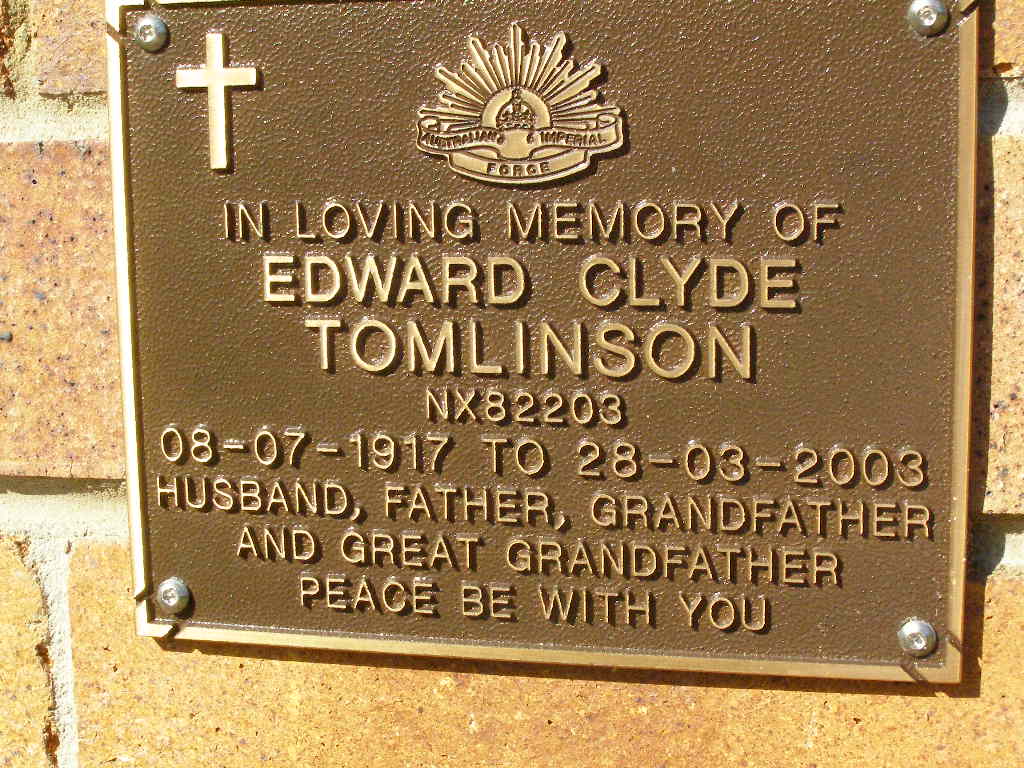 AUSTRALIAN IMPERIAL
FORCE
IN LOVING MEMORY OF
EDWARD CLYDE
TOMLINSON
NX82203
08-07-1917 TO 28-03-2003
HUSBAND, FATHER, GRANDFATHER
AND GREAT GRANDFATHER
PEACE BE WITH YOU